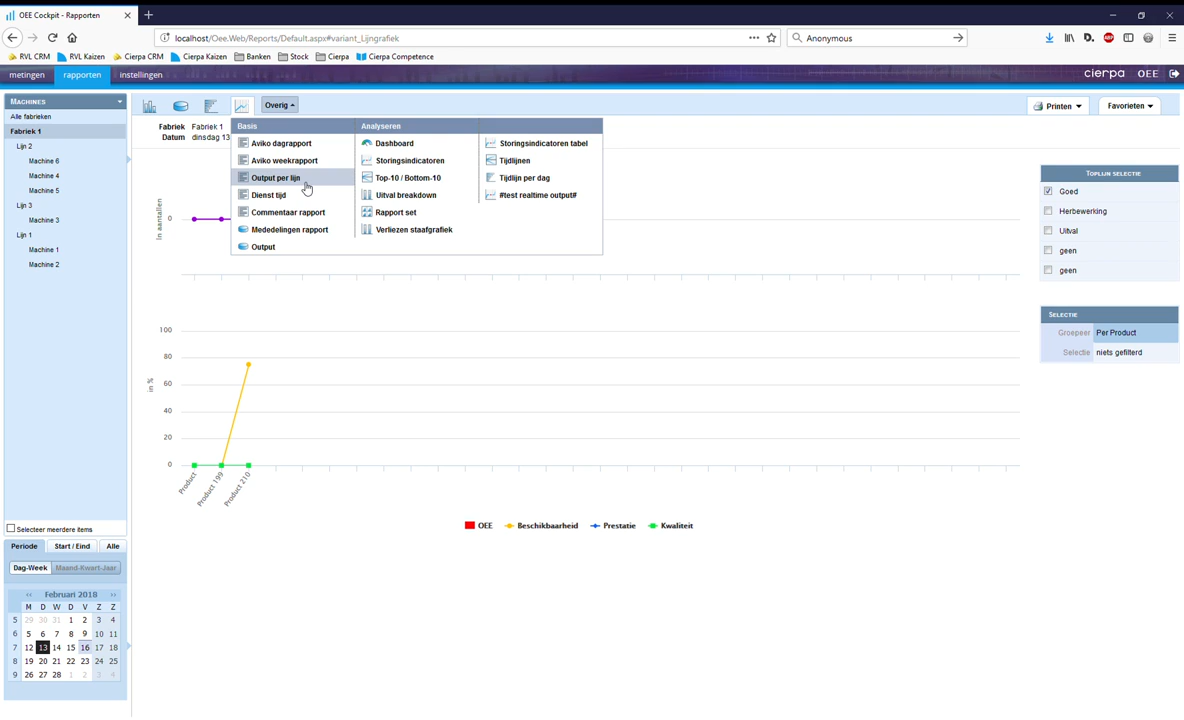 OEE Cockpit - Rapporten
localhost/Oee.Web/Reports/Default.aspx#variant_Lijngrafiek
Anonymous
RVL CRM
RVL Kaizen
Cierpa CRM
Cierpa Kaizen
Banken
Stock
Cierpa
Cierpa Competence
metingen
rapporten
instellingen
cierpa OEE
MACHINES
Alle fabrieken
Fabriek 1
Lijn 2
Machine 6
Machine 4
Machine 5
Lijn 3
Machine 3
Lijn 1
Machine 1
Machine 2
Selecteer meerdere items
Periode
Start / Eind
Alle
Dag-Week
Maand-Kwart-Jaar
‹‹ Februari 2018 ››
M D W D V Z Z
5 29 30 31 1 2 3 4
6 5 6 7 8 9 10 11
7 12 13 14 15 16 17 18
8 19 20 21 22 23 24 25
9 26 27 28 1 2 3 4
Overig
Printen
Favorieten
Fabriek Fabriek 1
Datum dinsdag 13
Basis
Aviko dagrapport
Aviko weekrapport
Output per lijn
Dienst tijd
Commentaar rapport
Mededelingen rapport
Output
Analyseren
Dashboard
Storingsindicatoren
Top-10 / Bottom-10
Uitval breakdown
Rapport set
Verliezen staafgrafiek
Storingsindicatoren tabel
Tijdlijnen
Tijdlijn per dag
#test realtime output#
In aantallen
0
100
80
60
40
20
0
in %
Product
Product 199
Product 210
OEE
Beschikbaarheid
Prestatie
Kwaliteit
TOPLIJN SELECTIE
Goed
Herbewerking
Uitval
geen
geen
SELECTIE
Groepeer Per Product
Selectie niets gefilterd